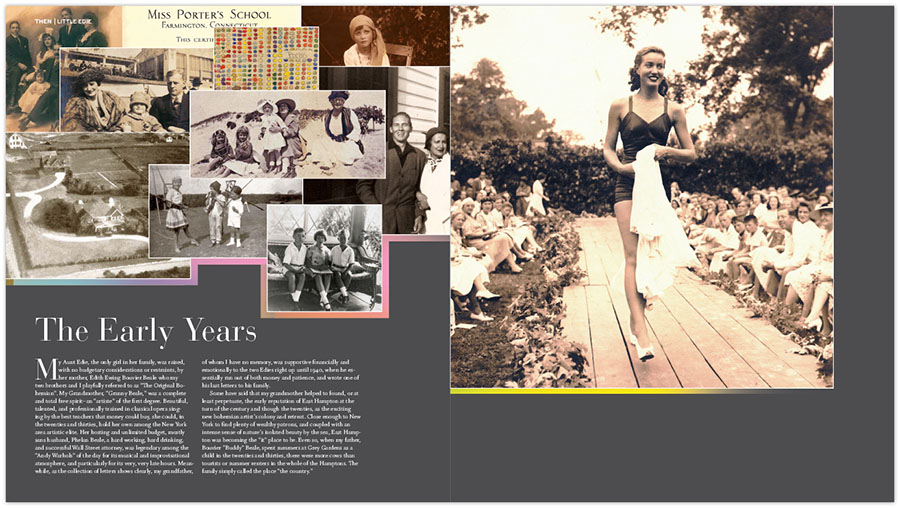 THEN | LITTLE EDIE
MISS PORTER'S SCHOOL
FARMINGTON, CONNECTICUT
THIS CERTI
The Early Years
My Aunt Edie, the only girl in her family, was raised,
with no budgetary considerations or restraints, by
her mother, Edith Ewing Bouvier Beale who my
two brothers and I playfully referred to as "The Original Bo-
hemian". My Grandmother, "Granny Beale," was a complete
and total free spirit–an "artiste" of the first degree. Beautiful,
talented, and professionally trained in classical opera sing-
ing by the best teachers that money could buy, she could, in
the twenties and thirties, hold her own among the New York
area artistic elite. Her hosting and unlimited budget, mostly
sans husband, Phelan Beale, a hard working, hard drinking,
and successful Wall Street attorney, was legendary among the
"Andy Warhols" of the day for its musical and improvisational
atmosphere, and particularly for its very, very late hours. Mean-
while, as the collection of letters shows clearly, my grandfather,
of whom I have no memory, was supportive financially and
emotionally to the two Edies right up until 1940, when he es-
sentially ran out of both money and patience, and wrote one of
his last letters to his family.
Some have said that my grandmother helped to found, or at
least perpetuate, the early reputation of East Hampton at the
turn of the century and though the twenties, as the exciting
new bohemian artist's colony and retreat. Close enough to New
York to find plenty of wealthy patrons, and coupled with an
intense sense of nature's isolated beauty by the sea, East Hamp-
ton was becoming the "it" place to be. Even so, when my father,
Bouvier "Buddy" Beale, spent summers at Grey Gardens as a
child in the twenties and thirties, there were more cows than
tourists or summer renters in the whole of the Hamptons. The
family simply called the place "the country."